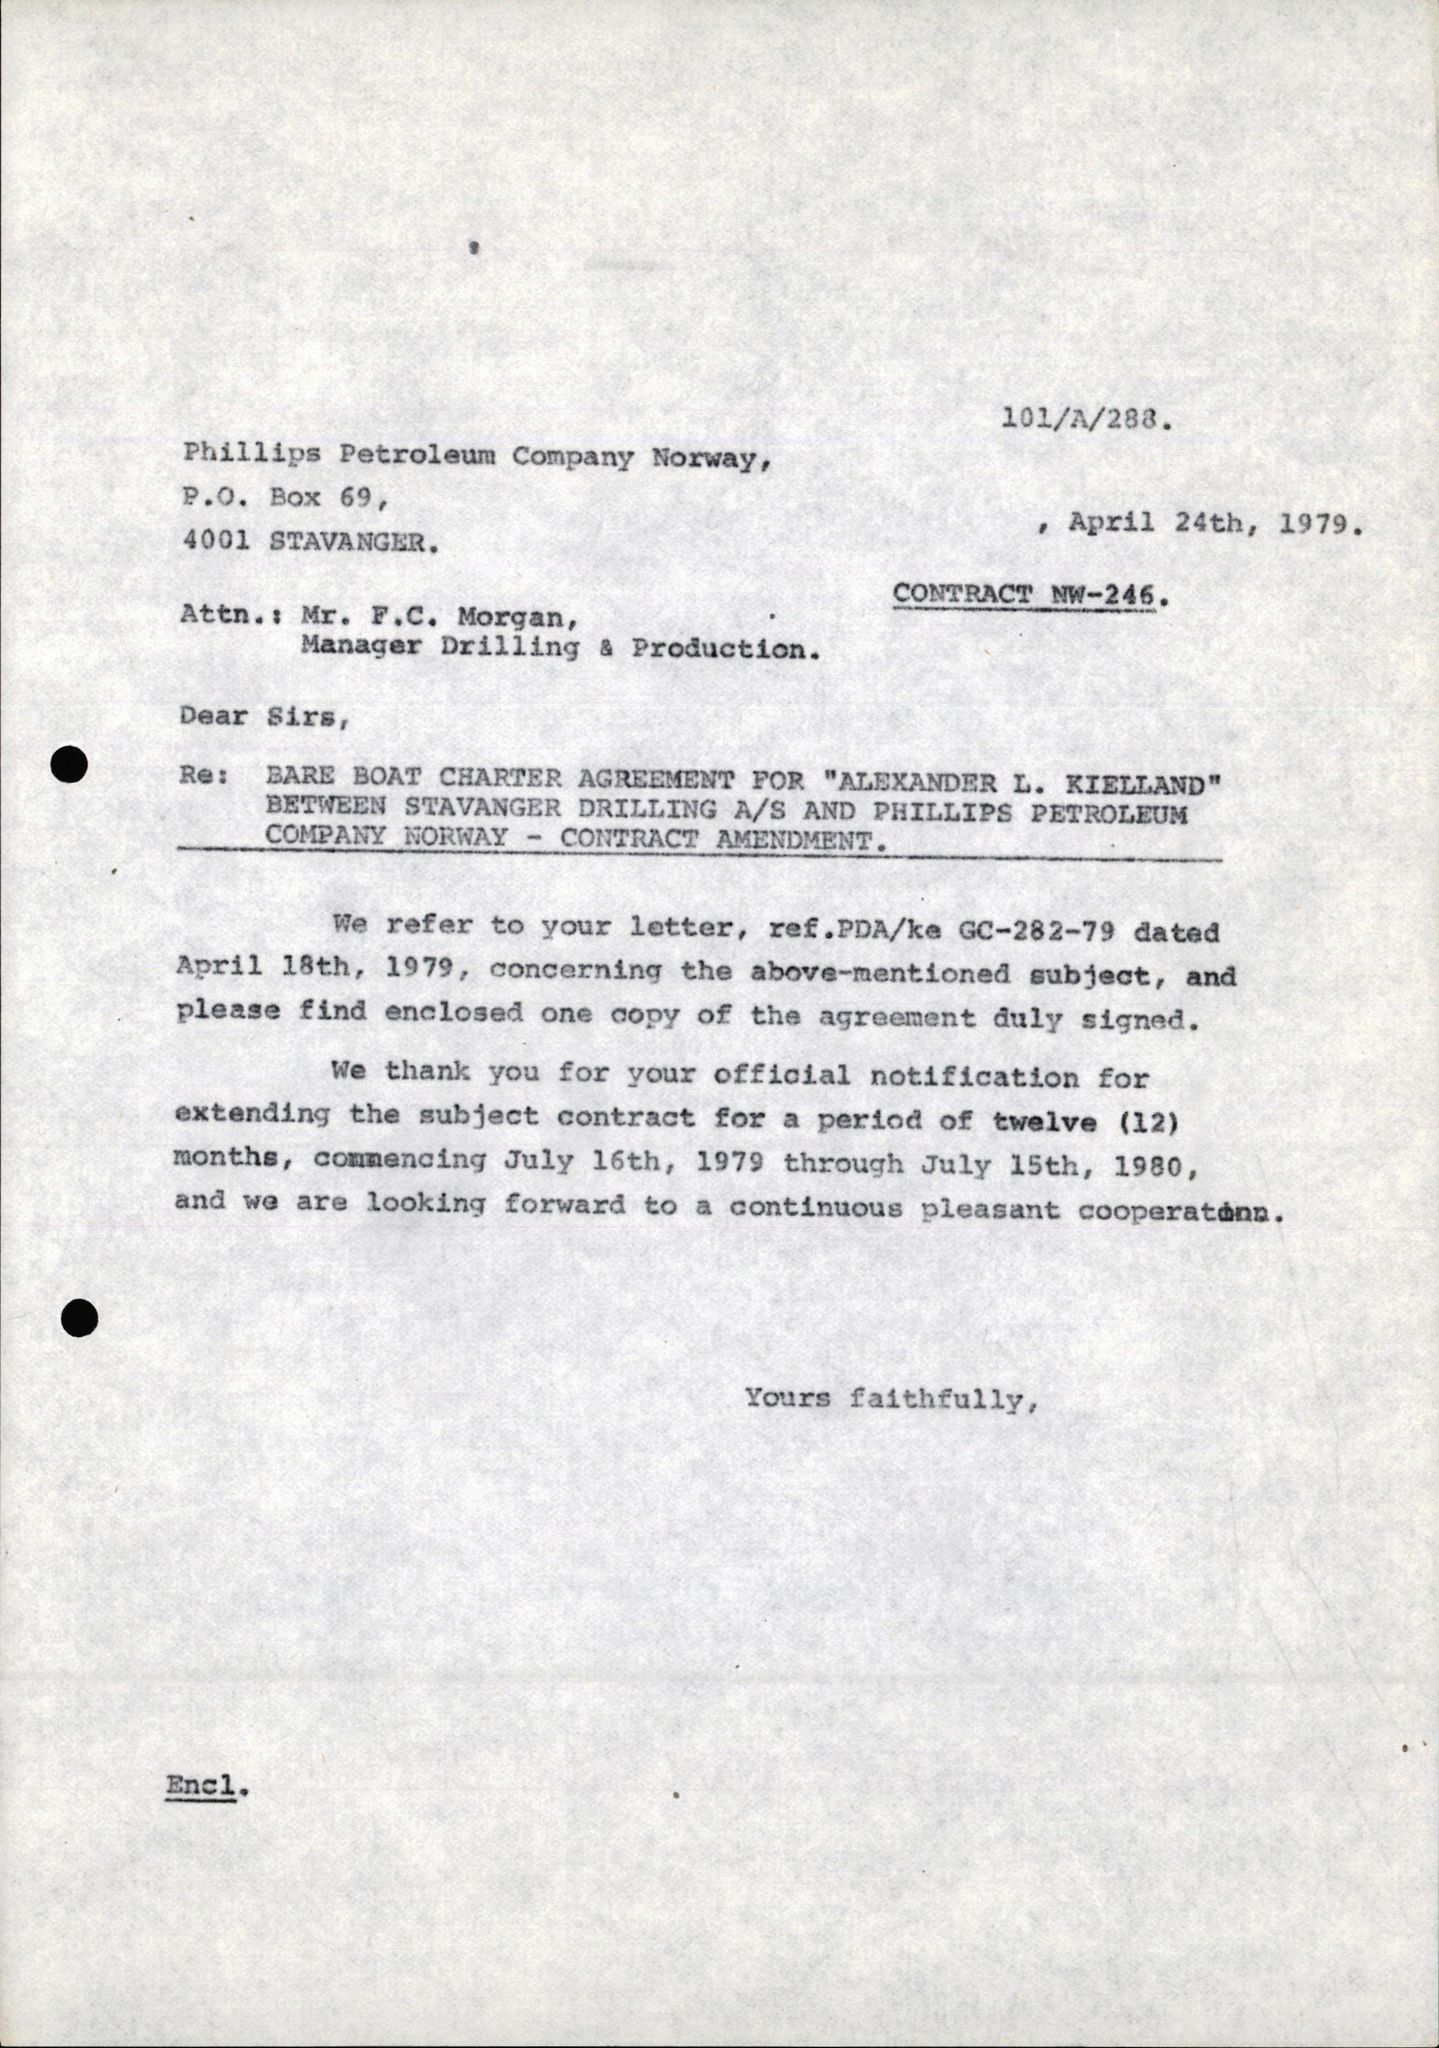 101/A/288.
Phillips Petroleum Company Norway,
P.O. Box 69,
4001 STAVANGER.
, April 24th, 1979.
CONTRACT NW-246.
Attn.: Mr. F.C. Morgan,
Manager Drilling & Production.
Dear Sirs,
Re: BARE BOAT CHARTER AGREEMENT FOR "ALEXANDER L. KIELLAND"
BETWEEN STAVANGER DRILLING A/S AND PHILLIPS PETROLEUM
COMPANY NORWAY - CONTRACT AMENDMENT.
We refer to your letter, ref.PDA/ke GC-282-79 dated
April 18th, 1979, concerning the above-mentioned subject, and
please find enclosed one copy of the agreement duly signed.
We thank you for your official notification for
extending the subject contract for a period of twelve (12)
months, commencing July 16th, 1979 through July 15th, 1980,
and we are looking forward to a continuous pleasant cooperation.
Yours faithfully,
Encl.